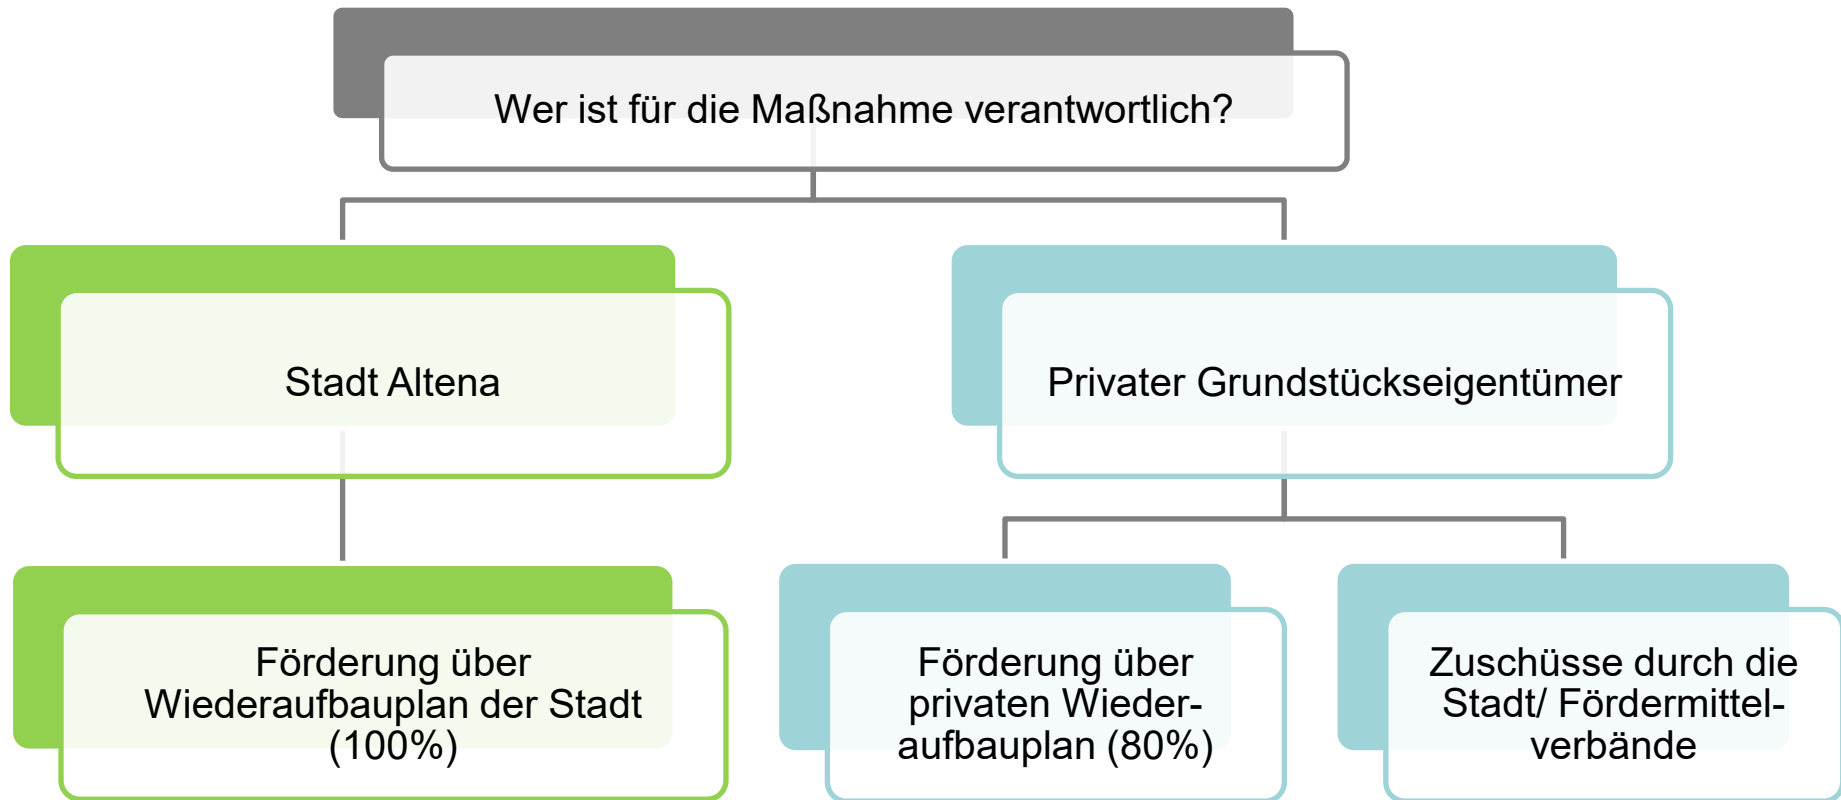 Wer ist für die Maßnahme verantwortlich?
Stadt Altena
Privater Grundstückseigentümer
Förderung über
Wiederaufbauplan der Stadt
(100%)
Förderung über
privaten Wieder-
aufbauplan (80%)
Zuschüsse durch die
Stadt/ Fördermittel-
verbände